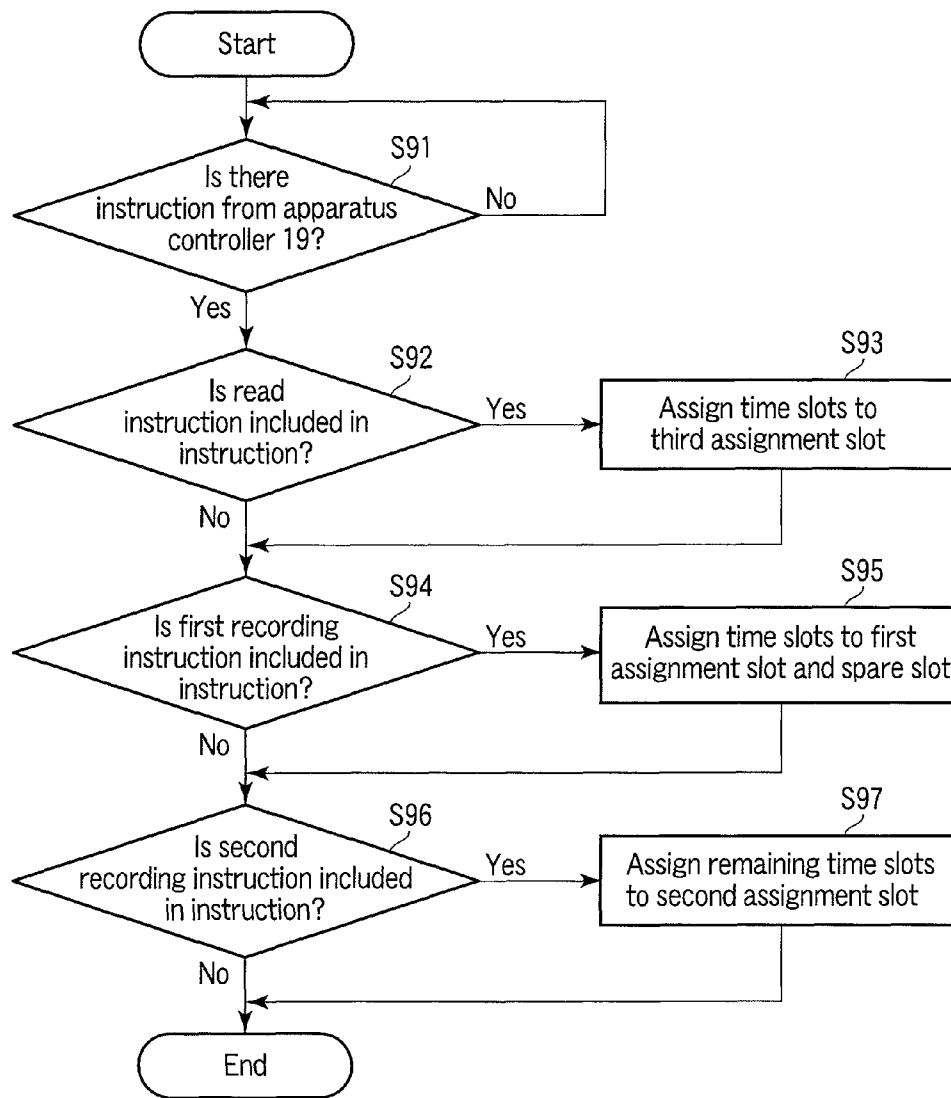 Start
S91
Is there
instruction from apparatus
controller 19?
No
Yes
S92
Is read
instruction included in
instruction?
Yes
No
S93
Assign time slots to
third assignment slot
S94
Is first recording
instruction included in
instruction?
Yes
No
S95
Assign time slots to first
assignment slot and spare slot
S96
Is second
recording instruction included
in instruction?
Yes
No
S97
Assign remaining time slots
to second assignment slot
End